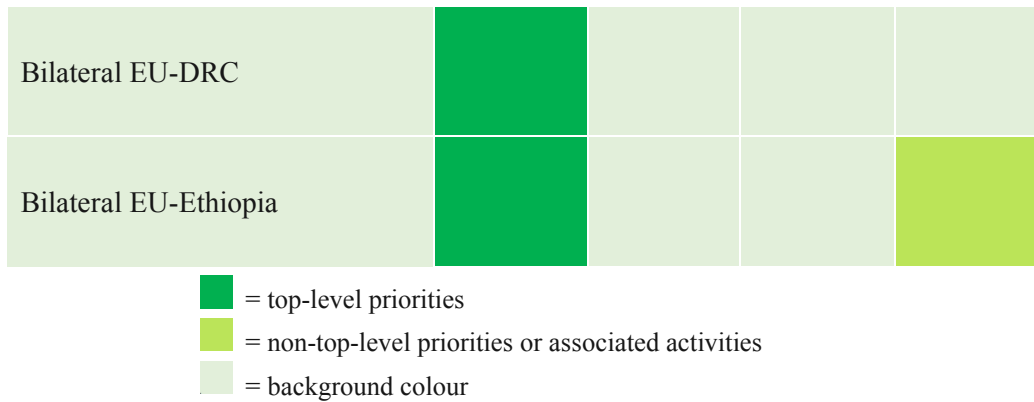 Bilateral EU-DRC
Bilateral EU-Ethiopia
= top-level priorities
= non-top-level priorities or associated activities
= background colour